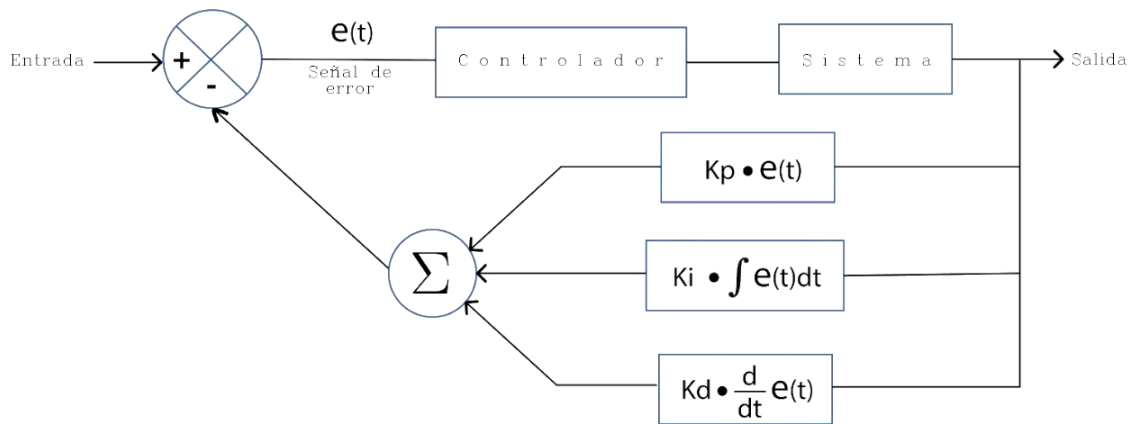 Entrada
+
-
e(t)
Señal de
error
Controlador
Sistema
Salida
Kp • e(t)
Σ
Ki • ∫ e(t)dt
Kd • d/dt e(t)